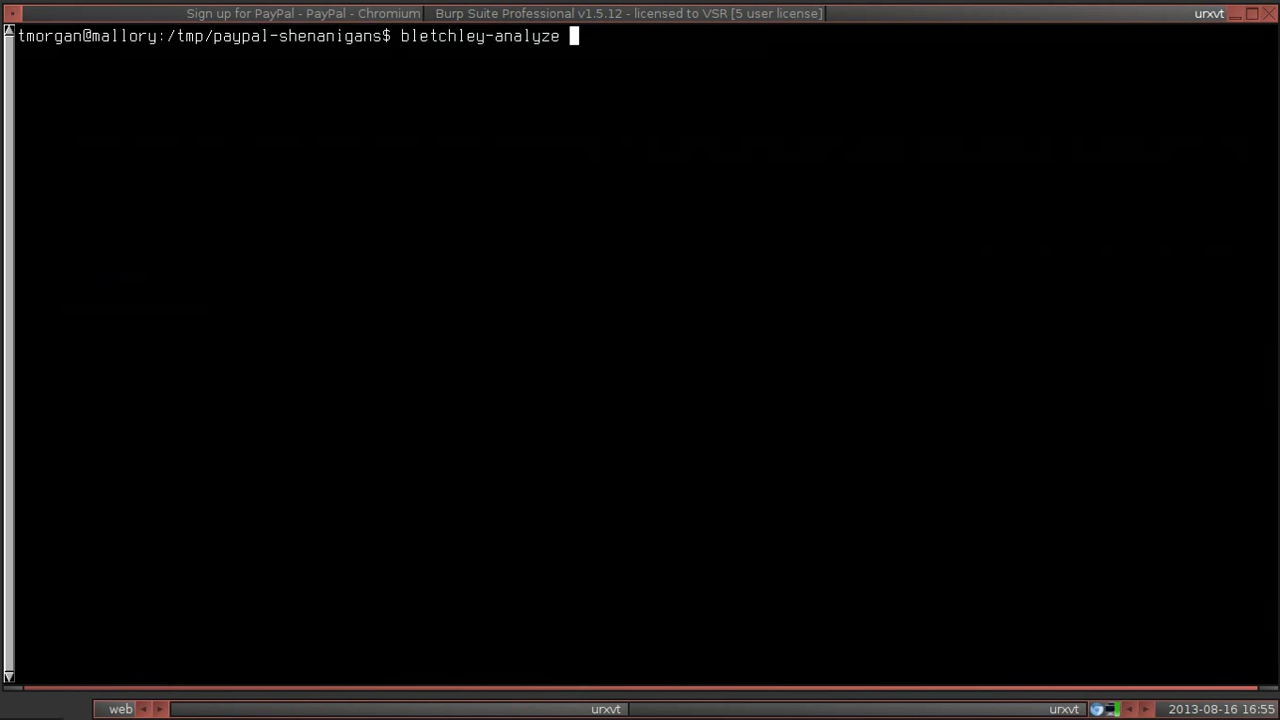 Sign up for PayPal - PayPal - Chromium
Burp Suite Professional v1.5.12 - licensed to VSR [5 user license]
urxvt
tmorgan@mallory:/tmp/paypal-shenanigans$ bletchley-analyze
web
urxvt
urxvt
2013-08-16 16:55